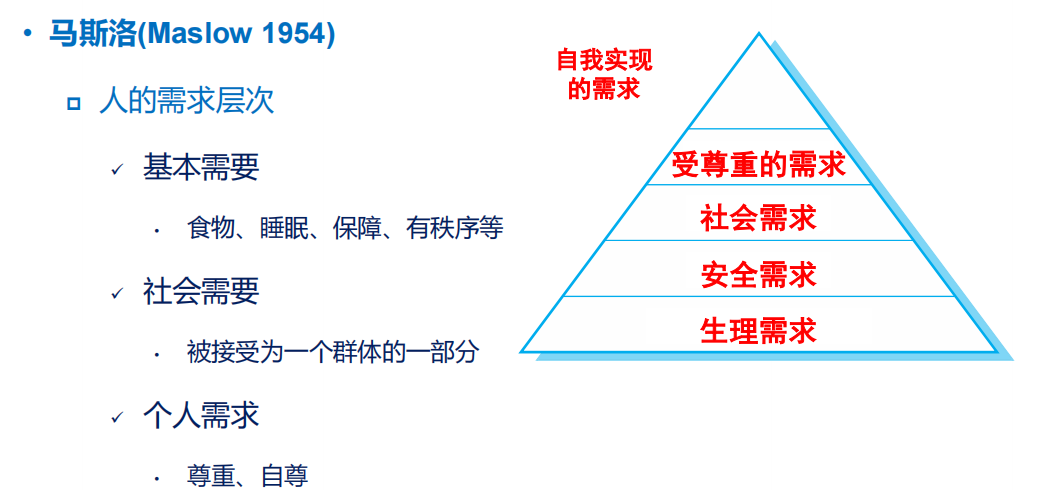 马斯洛(Maslow 1954)
人的需求层次
基本需要
食物、睡眠、保障、有秩序等
社会需要
被接受为一个群体的一部分
个人需求
尊重、自尊
自我实现
的需求
受尊重的需求
社会需求
安全需求
生理需求